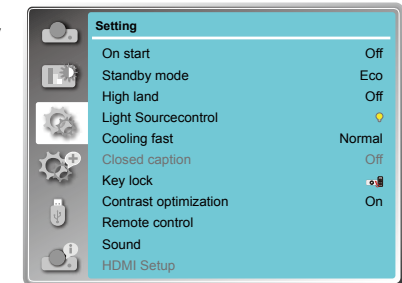 Setting
On start Off
Standby mode Eco
High land Off
Light Sourcecontrol
Cooling fast Normal
Closed caption Off
Key lock
Contrast optimization On
Remote control
Sound
HDMI Setup